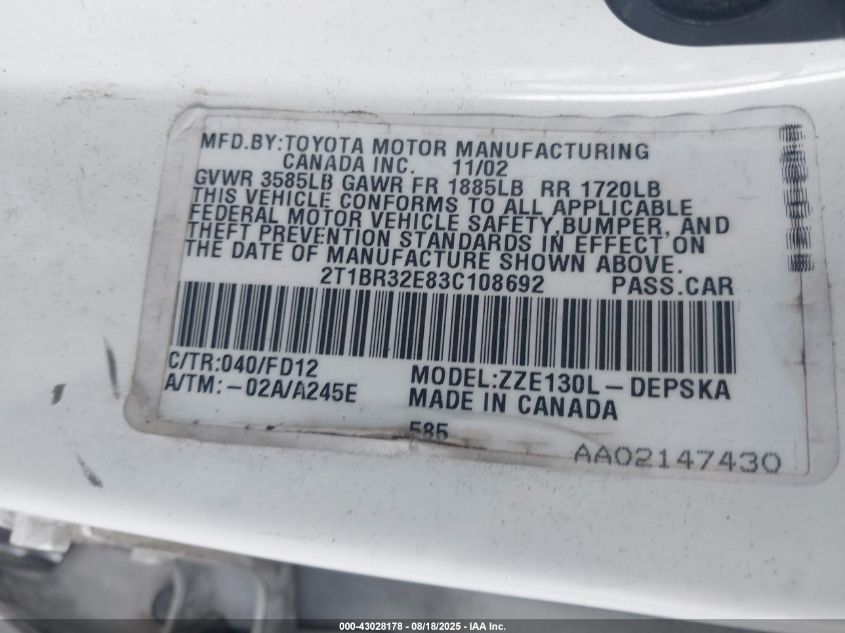 MFD.BY:TOYOTA MOTOR MANUFACTURING
CANADA INC. 11/02
GVWR 3585LB GAWR FR 1885LB RR 1720LB
THIS VEHICLE CONFORMS TO ALL APPLICABLE
FEDERAL MOTOR VEHICLE SAFETY,BUMPER, AND
THEFT PREVENTION STANDARDS IN EFFECT ON
THE DATE OF MANUFACTURE SHOWN ABOVE.
2T1BR32E83C108692 PASS.CAR
C/TR:040/FD12
A/TM:-02A/A245E
MODEL:ZZE130L-DEPSKA
MADE IN CANADA
585
AA02147430
000-43028178 - 08/18/2025 - IAA Inc.